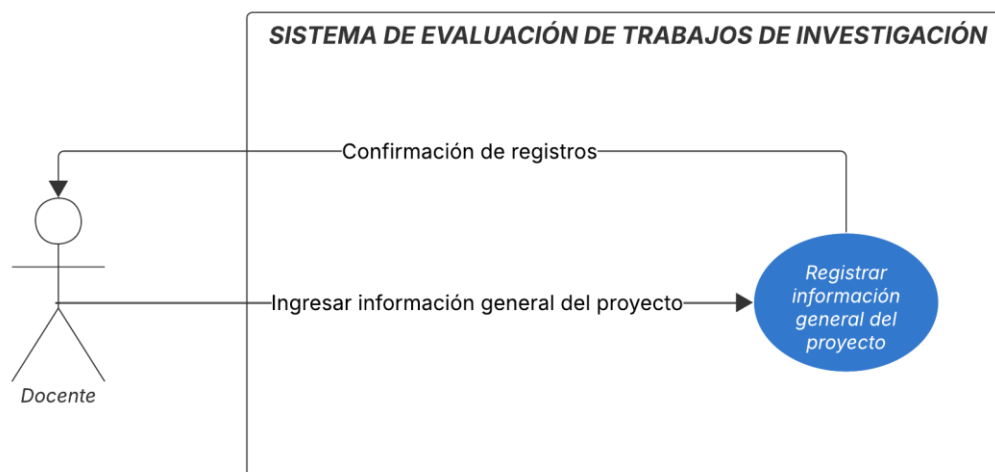 SISTEMA DE EVALUACIÓN DE TRABAJOS DE INVESTIGACIÓN
Confirmación de registros
Ingresar información general del proyecto
Registrar
información
general del
proyecto
Docente